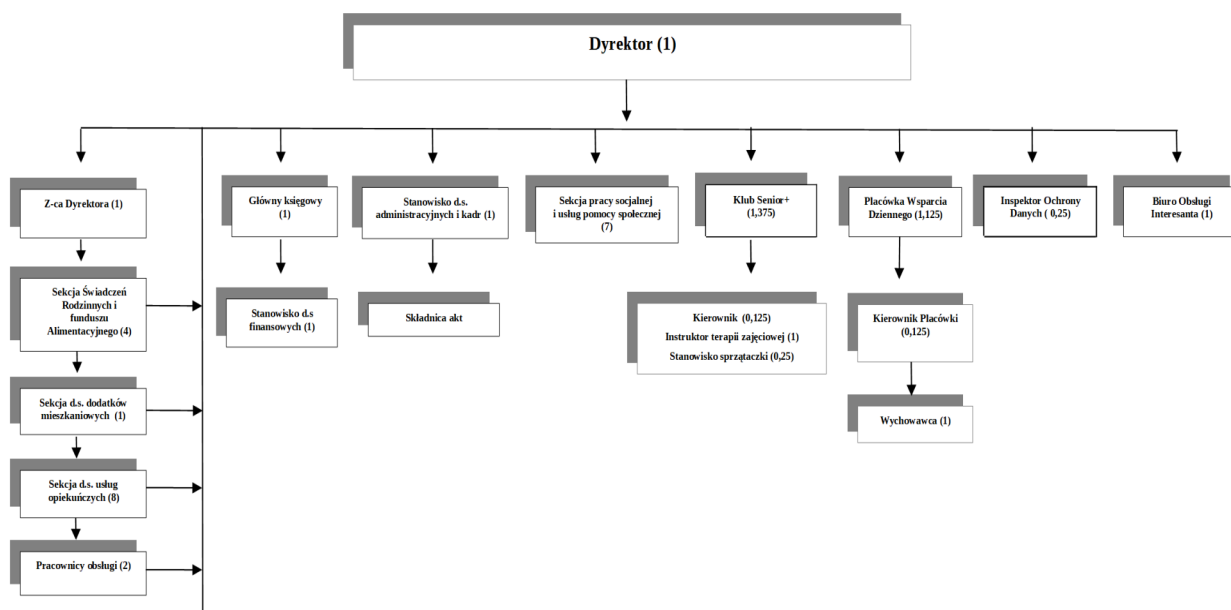 Dyrektor (1)
Z-ca Dyrektora (1)
Główny księgowy
(1)
Stanowisko d.s.
administracyjnych i kadr (1)
Sekcja pracy socjalnej
i usług pomocy społecznej
(7)
Klub Senior+
(1,375)
Placówka Wsparcia
Dziennego (1,125)
Inspektor Ochrony
Danych ( 0,25)
Biuro Obsługi
Interesanta (1)
Sekcja Świadczeń
Rodzinnych i
funduszu
Alimentacyjnego (4)
Stanowisko d.s
finansowych (1)
Składnica akt
Kierownik (0,125)
Instruktor terapii zajęciowej (1)
Stanowisko sprzątaczki (0,25)
Kierownik Placówki
(0,125)
Sekcja d.s. dodatków
mieszkaniowych (1)
Wychowawca (1)
Sekcja d.s. usług
opiekuńczych (8)
Pracownicy obsługi (2)